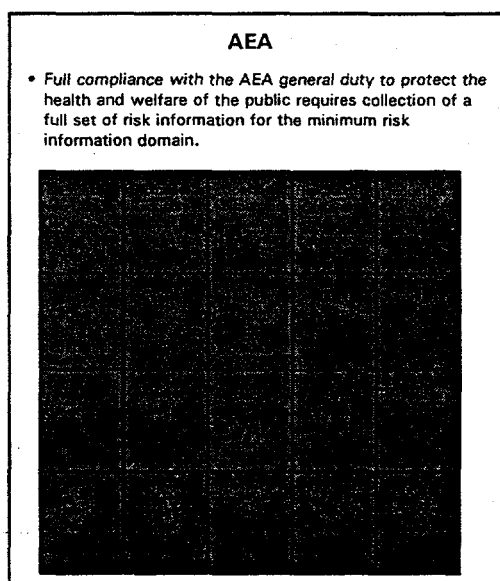 AEA
• Full compliance with the AEA general duty to protect the
health and welfare of the public requires collection of a
full set of risk information for the minimum risk
information domain.